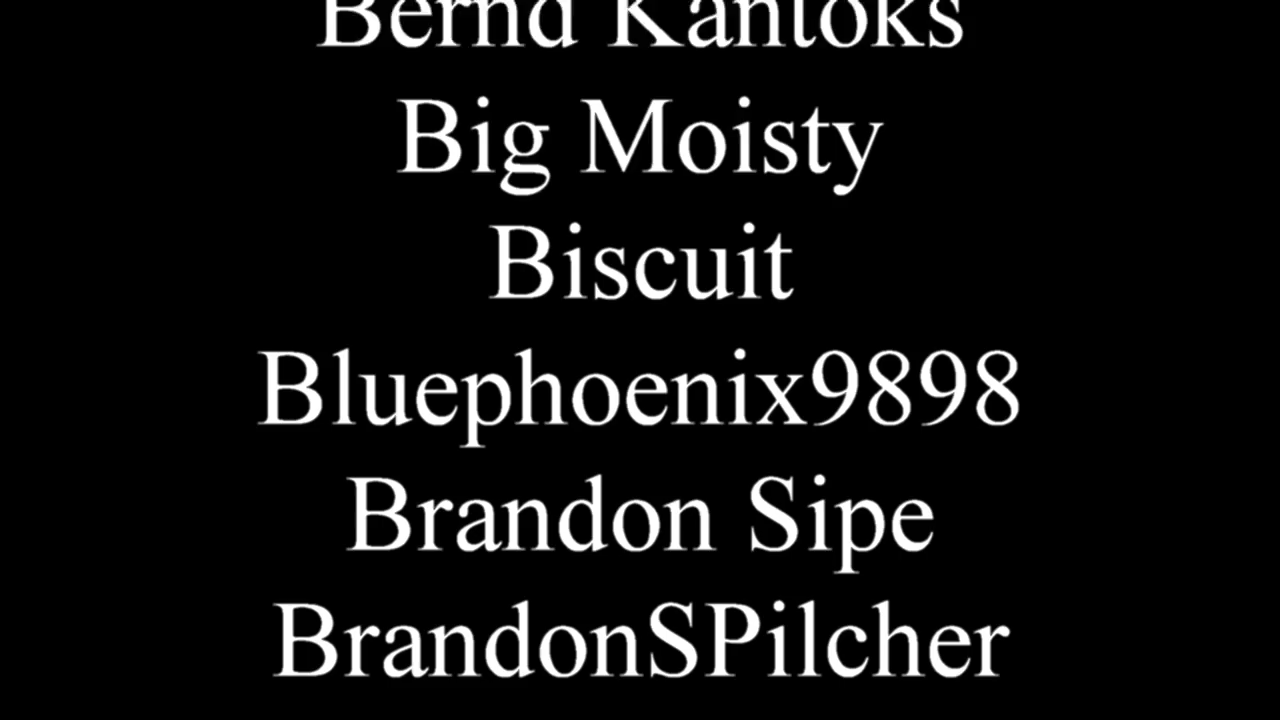 Bernd Kantoks
Big Moisty
Biscuit
Bluephoenix9898
Brandon Sipe
BrandonSPilcher